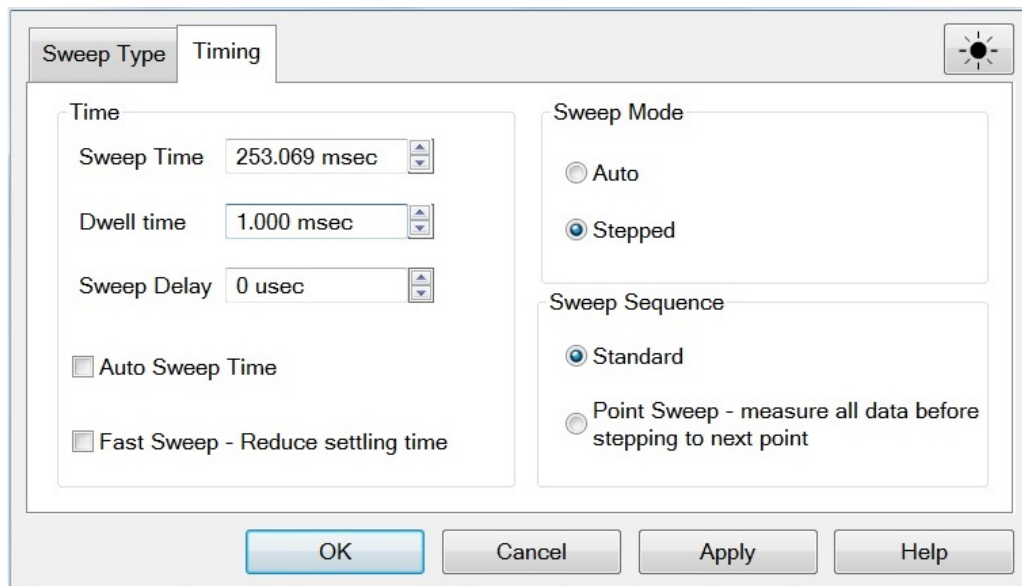 Sweep Type
Timing
Time
Sweep Time
253.069 msec
Dwell time
1.000 msec
Sweep Delay
0 usec
Auto Sweep Time
Fast Sweep - Reduce settling time
Sweep Mode
Auto
Stepped
Sweep Sequence
Standard
Point Sweep - measure all data before
stepping to next point
OK
Cancel
Apply
Help